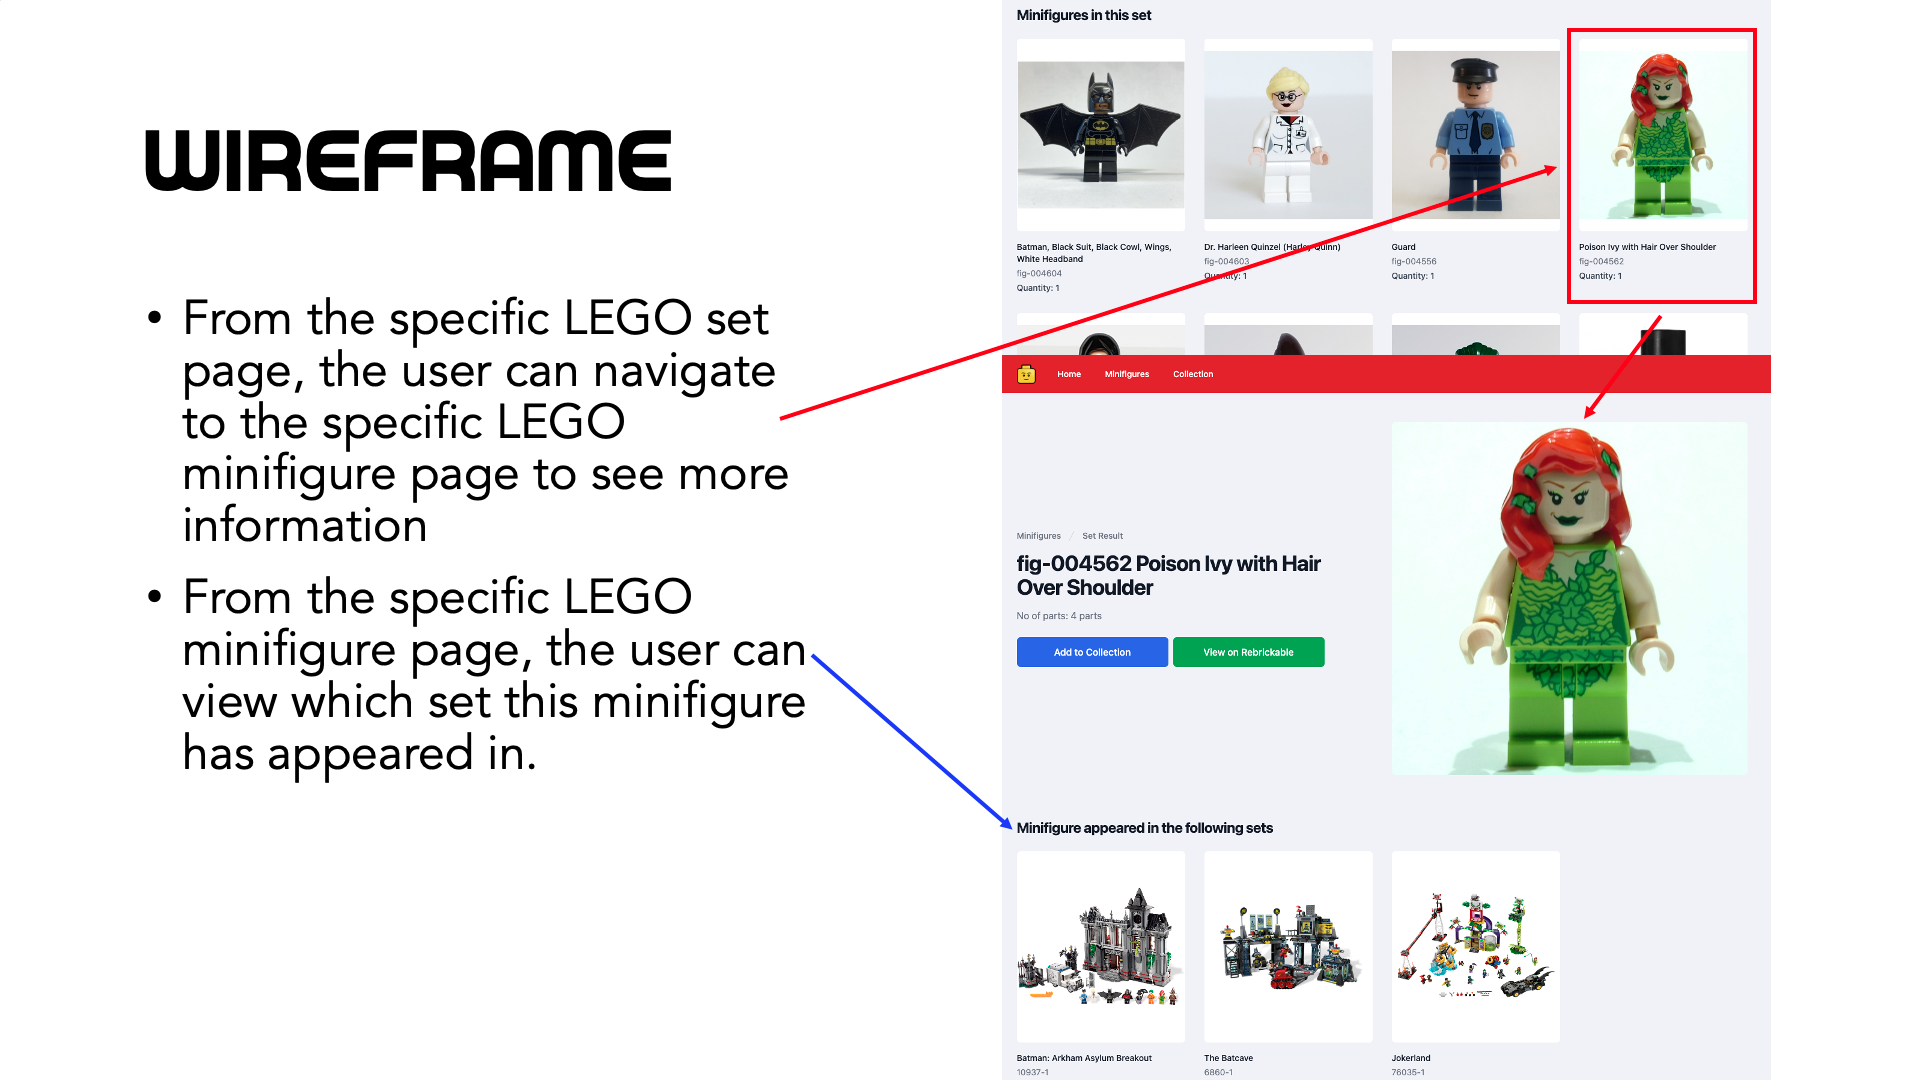 WIREFRAME
• From the specific LEGO set
page, the user can navigate
to the specific LEGO
minifigure page to see more
information
• From the specific LEGO
minifigure page, the user can
view which set this minifigure
has appeared in.
Minifigures in this set
Batman, Black Suit, Black Cowl, Wings,
White Headband
fig-004604
Quantity: 1
Dr. Harleen Quinzel (Harley Quinn)
fig-004603
Quantity: 1
Guard
fig-004556
Quantity: 1
Poison Ivy with Hair Over Shoulder
fig-004562
Quantity: 1
Home Minifigures Collection
Minifigures / Set Result
fig-004562 Poison Ivy with Hair
Over Shoulder
No of parts: 4 parts
Add to Collection View on Rebrickable
Minifigure appeared in the following sets
Batman: Arkham Asylum Breakout
10937-1
The Batcave
6860-1
Jokerland
76035-1